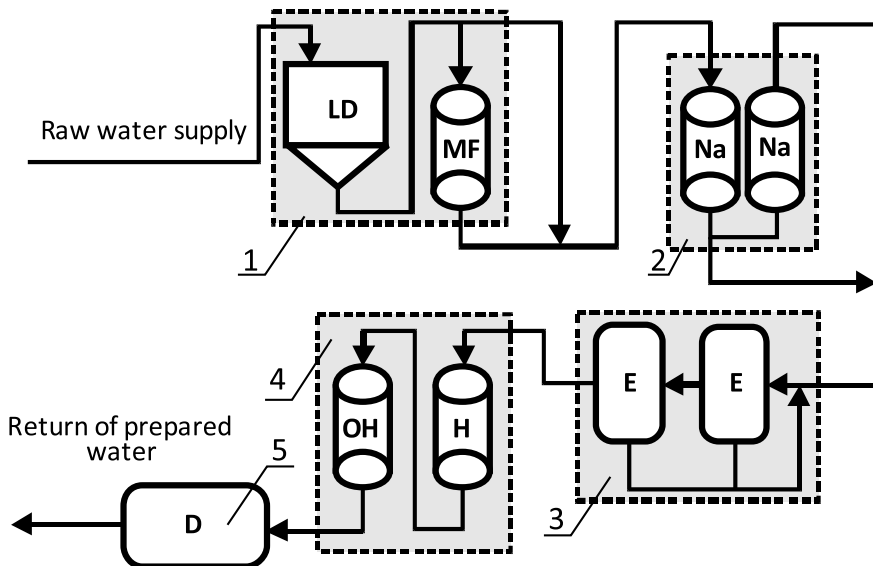 LD
Raw water supply
MF
Na
Na
1
2
4
E
E
OH
H
Return of prepared
water
5
D
3